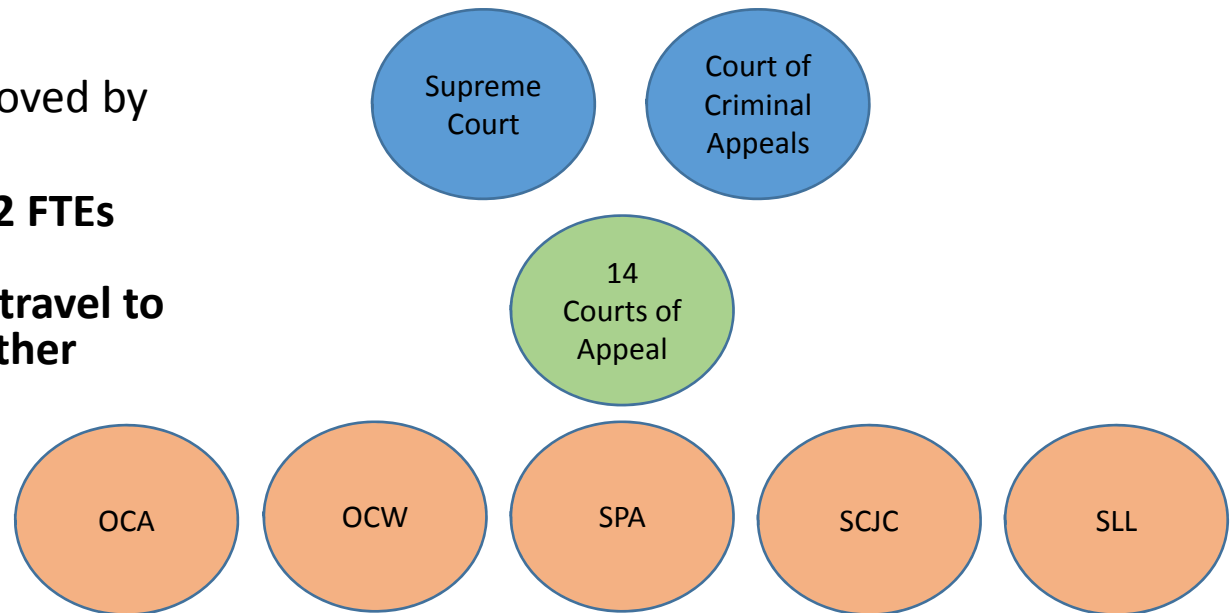 oved by
2 FTEs
travel to
ther
Supreme
Court
Court of
Criminal
Appeals
14
Courts of
Appeal
OCA
OCW
SPA
SCJC
SLL